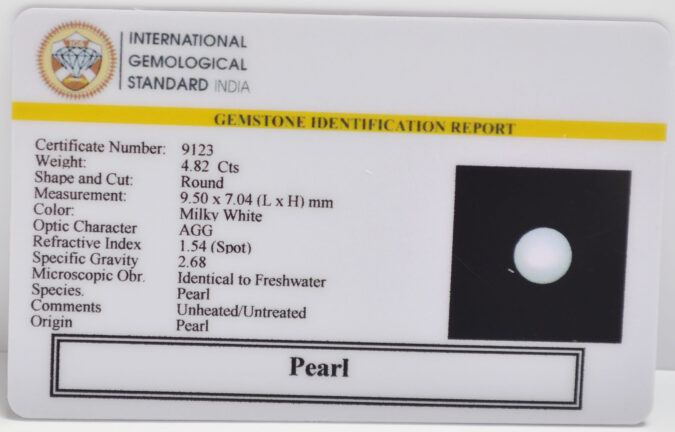 INTERNATIONAL
GEMOLOGICAL
STANDARD INDIA
GEMSTONE IDENTIFICATION REPORT
Certificate Number: 9123
Weight: 4.82 Cts
Shape and Cut: Round
Measurement: 9.50 x 7.04 (L x H) mm
Color: Milky White
Optic Character AGG
Refractive Index 1.54 (Spot)
Specific Gravity 2.68
Microscopic Obr. Identical to Freshwater
Species. Pearl
Comments Unheated/Untreated
Origin Pearl
Pearl